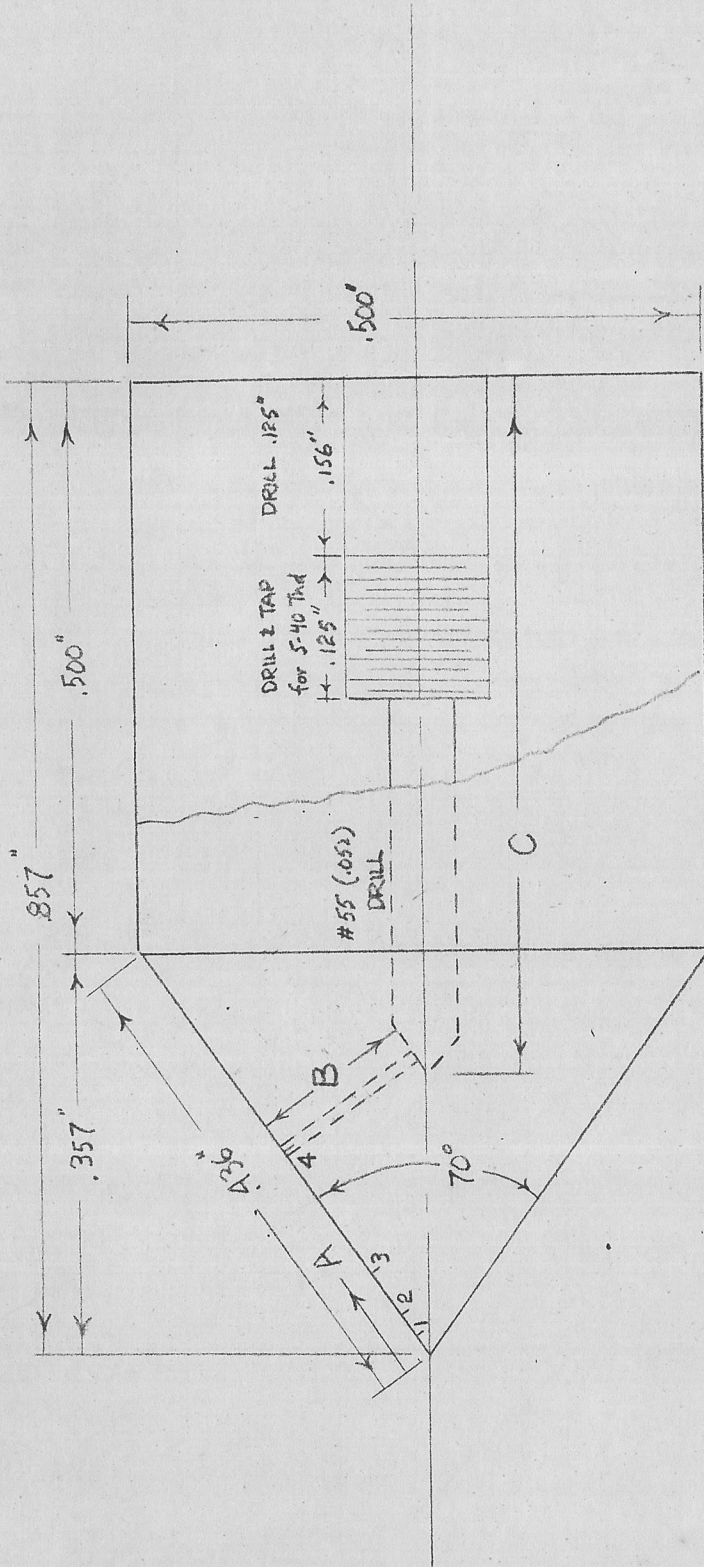 .857"
.357"
.500"
.436"
A
B
1
2
3
4
70°
#55 (.052)
DRILL
DRILL & TAP
for 5-40 Thd
.125"
DRILL .125"
.156"
C
.500"